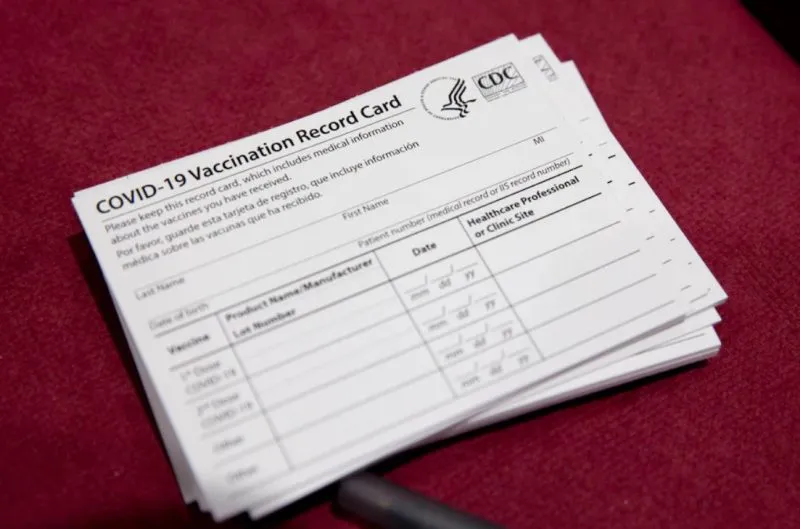 COVID-19 Vaccination Record Card
CDC
Please keep this record card, which includes medical information
about the vaccines you have received.
Por favor, guarde esta tarjeta de registro, que incluye información
médica sobre las vacunas que ha recibido.
Last Name First Name MI
Date of birth Patient number (medical record or IIS record number)
Vaccine Product Name/Manufacturer Date Healthcare Professional
Lot Number or Clinic Site
1st Dose
COVID-19
mm dd yy
2nd Dose
COVID-19
mm dd yy
Other
mm dd yy
Other
mm dd yy